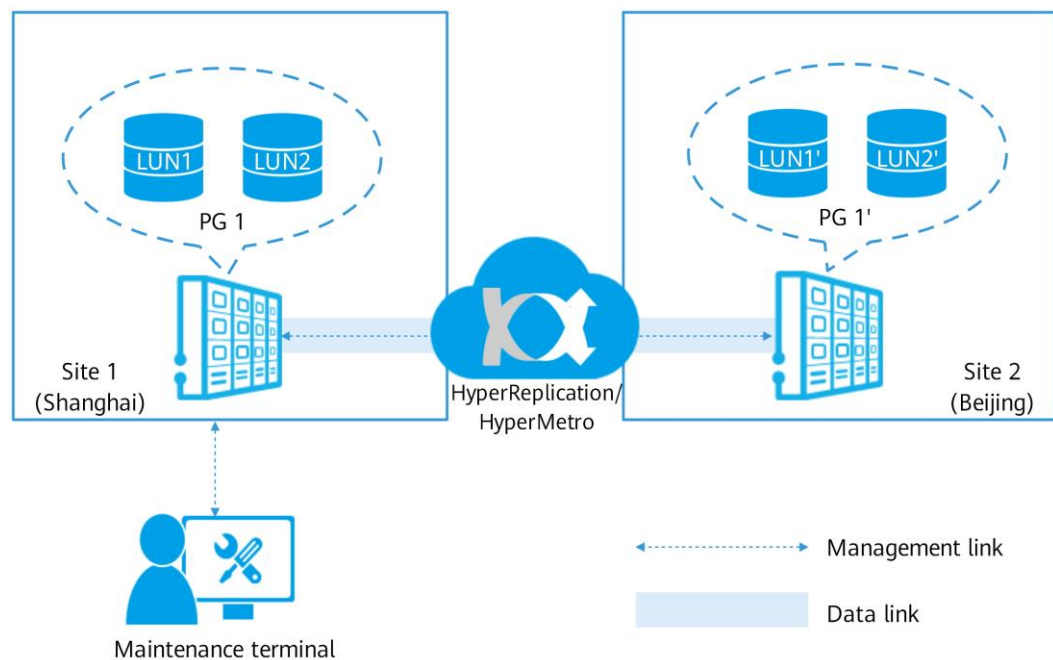 LUN1
LUN2
PG 1
LUN1'
LUN2'
PG 1'
Site 1
(Shanghai)
HyperReplication/
HyperMetro
Site 2
(Beijing)
Maintenance terminal
Management link
Data link